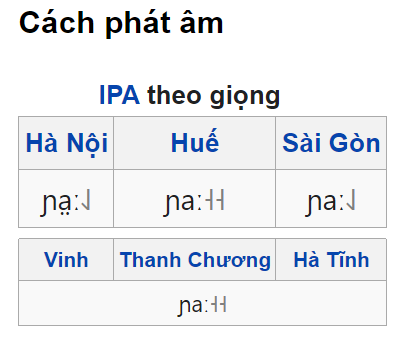 Cách phát âm
IPA theo giọng
Hà Nội Huế Sài Gòn
ɲa̤ː˨˩ ɲaː˧˧ ɲaː˨˩
Vinh Thanh Chương Hà Tĩnh
ɲaː˧˧